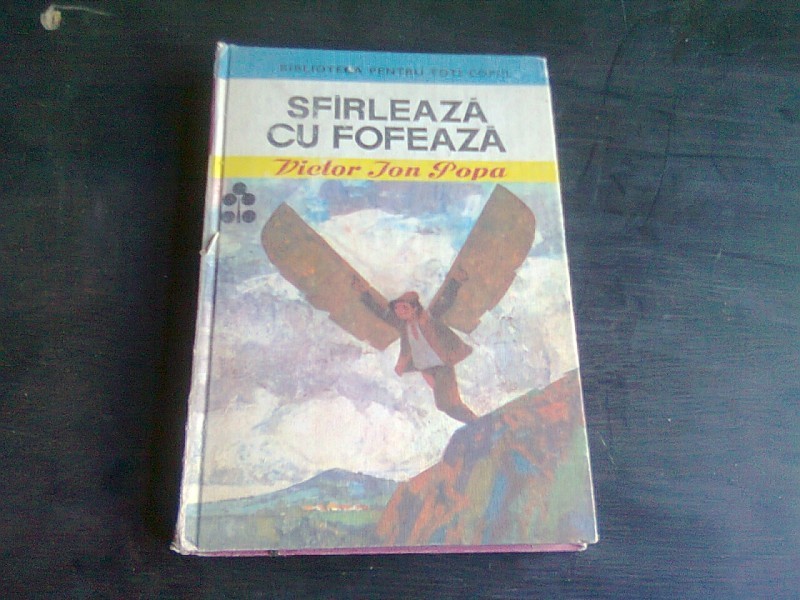 BIBLIOTECA PENTRU TOȚI COPIII
SFÎRLEAZĂ
CU FOFEAZĂ
Victor Ion Popa